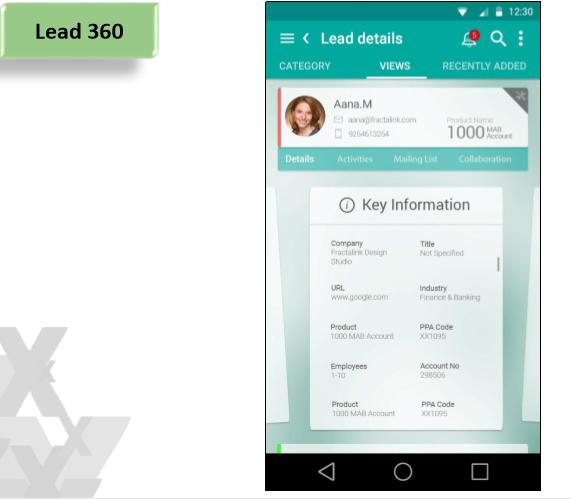 Lead 360
12:30
Lead details
5
CATEGORY VIEWS RECENTLY ADDED
Aana.M
aana@fractalink.com
9264613254
Product Name
1000 MAB Account
Details Activities Mailing List Collaboration
Key Information
Company Title
Fractalink Design Not Specified
Studio
URL Industry
www.google.com Finance & Banking
Product PPA Code
1000 MAB Account XX1095
Employees Account No
1-10 298506
Product PPA Code
1000 MAB Account XX1095